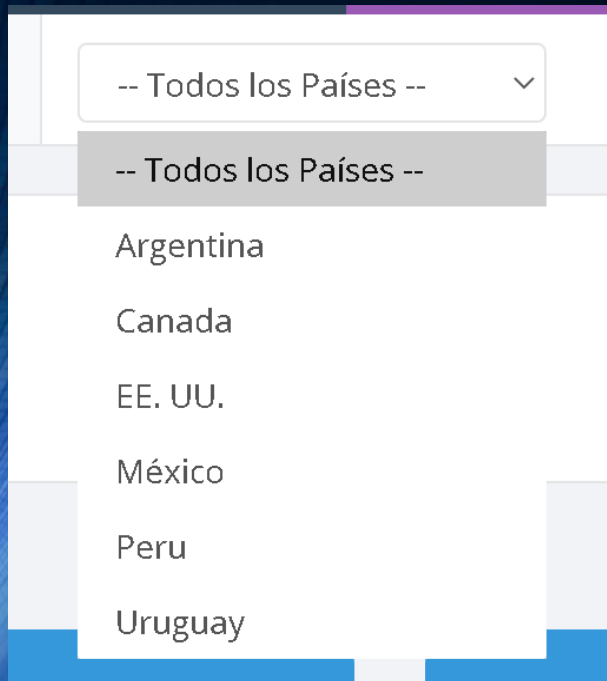 -- Todos los Países --
-- Todos los Países --
Argentina
Canada
EE. UU.
México
Peru
Uruguay